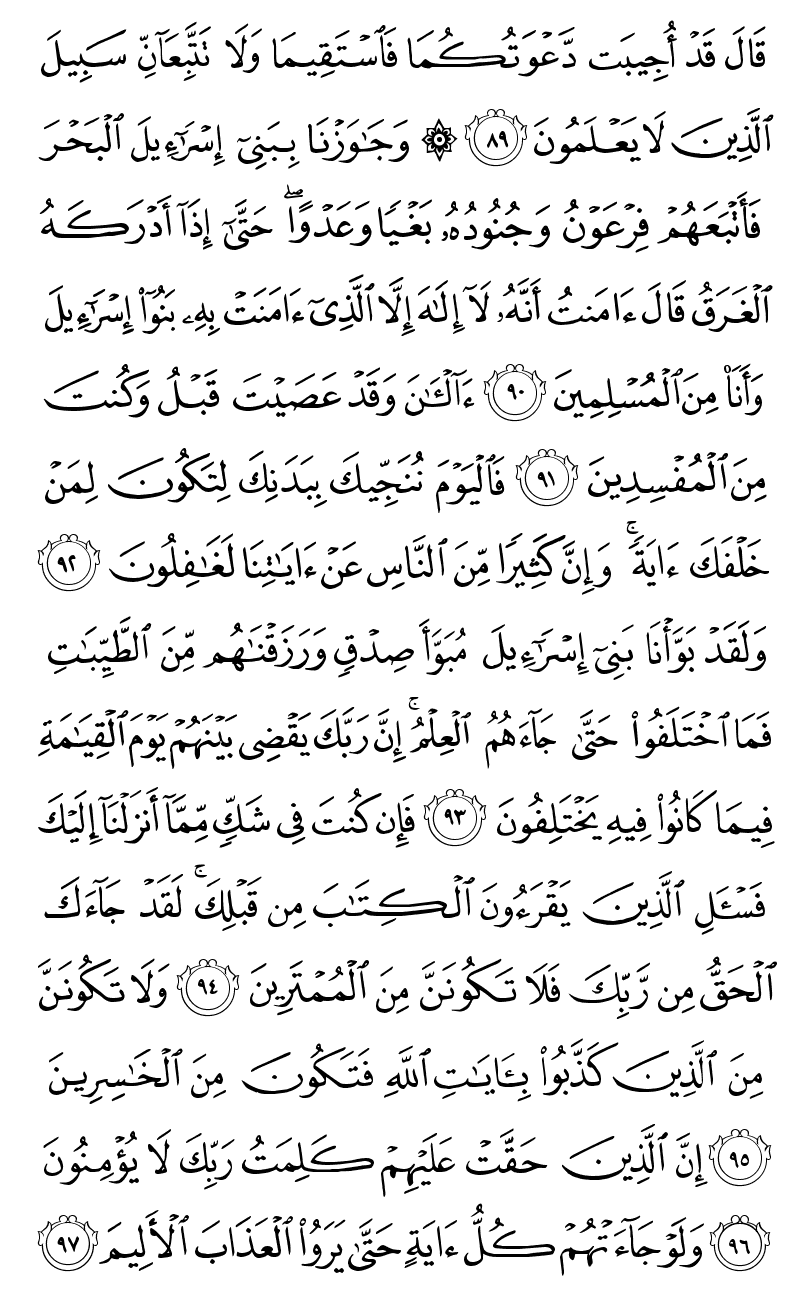 قَالَ قَدْ أُجِيبَت دَّعْوَتُكُمَا فَٱسْتَقِيمَا وَلَا تَتَّبِعَآنِّ سَبِيلَ
ٱلَّذِينَ لَا يَعْلَمُونَ ٨٩ ۞ وَجَٰوَزْنَا بِبَنِىٓ إِسْرَٰٓءِيلَ ٱلْبَحْرَ
فَأَتْبَعَهُمْ فِرْعَوْنُ وَجُنُودُهُۥ بَغْيًا وَعَدْوًا ۖ حَتَّىٰٓ إِذَآ أَدْرَكَهُ
ٱلْغَرَقُ قَالَ ءَامَنتُ أَنَّهُۥ لَآ إِلَٰهَ إِلَّا ٱلَّذِىٓ ءَامَنَتْ بِهِۦ بَنُوٓا۟ إِسْرَٰٓءِيلَ
وَأَنَا۠ مِنَ ٱلْمُسْلِمِينَ ٩٠ ءَآلْـَٰٔنَ وَقَدْ عَصَيْتَ قَبْلُ وَكُنتَ
مِنَ ٱلْمُفْسِدِينَ ٩١ فَٱلْيَوْمَ نُنَجِّيكَ بِبَدَنِكَ لِتَكُونَ لِمَنْ
خَلْفَكَ ءَايَةً ۚ وَإِنَّ كَثِيرًا مِّنَ ٱلنَّاسِ عَنْ ءَايَٰتِنَا لَغَٰفِلُونَ ٩٢
وَلَقَدْ بَوَّأْنَا بَنِىٓ إِسْرَٰٓءِيلَ مُبَوَّأَ صِدْقٍ وَرَزَقْنَٰهُم مِّنَ ٱلطَّيِّبَٰتِ
فَمَا ٱخْتَلَفُوا۟ حَتَّىٰ جَآءَهُمُ ٱلْعِلْمُ ۚ إِنَّ رَبَّكَ يَقْضِى بَيْنَهُمْ يَوْمَ ٱلْقِيَٰمَةِ
فِيمَا كَانُوا۟ فِيهِ يَخْتَلِفُونَ ٩٣ فَإِن كُنتَ فِى شَكٍّ مِّمَّآ أَنزَلْنَآ إِلَيْكَ
فَسْـَٔلِ ٱلَّذِينَ يَقْرَءُونَ ٱلْكِتَٰبَ مِن قَبْلِكَ ۚ لَقَدْ جَآءَكَ
ٱلْحَقُّ مِن رَّبِّكَ فَلَا تَكُونَنَّ مِنَ ٱلْمُمْتَرِينَ ٩٤ وَلَا تَكُونَنَّ
مِنَ ٱلَّذِينَ كَذَّبُوا۟ بِـَٔايَٰتِ ٱللَّهِ فَتَكُونَ مِنَ ٱلْخَٰسِرِينَ
٩٥ إِنَّ ٱلَّذِينَ حَقَّتْ عَلَيْهِمْ كَلِمَتُ رَبِّكَ لَا يُؤْمِنُونَ
٩٦ وَلَوْ جَآءَتْهُمْ كُلُّ ءَايَةٍ حَتَّىٰ يَرَوُا۟ ٱلْعَذَابَ ٱلْأَلِيمَ ٩٧